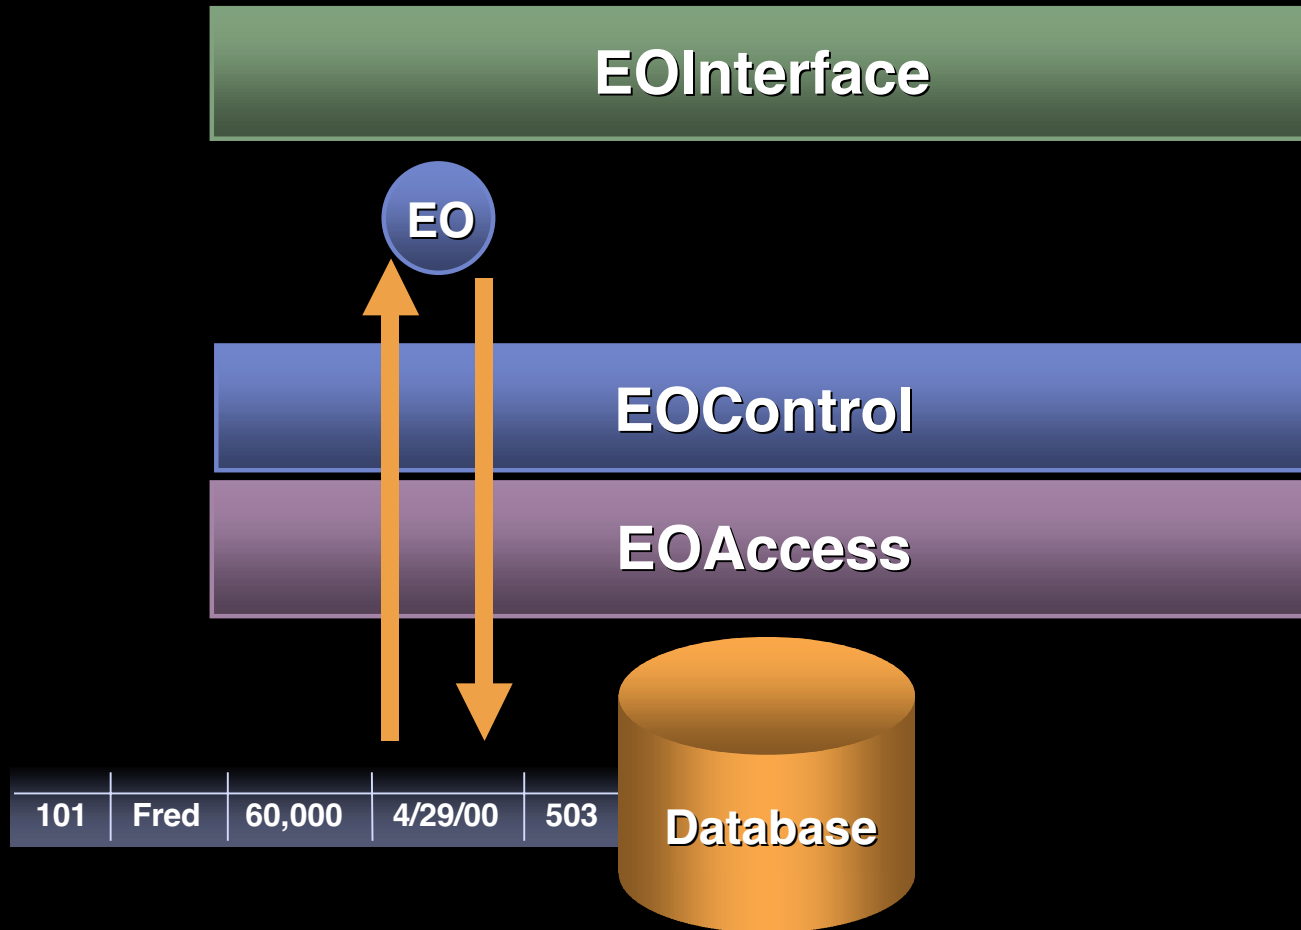 EOInterface
EO
EOControl
EOAccess
101 Fred 60,000 4/29/00 503
Database